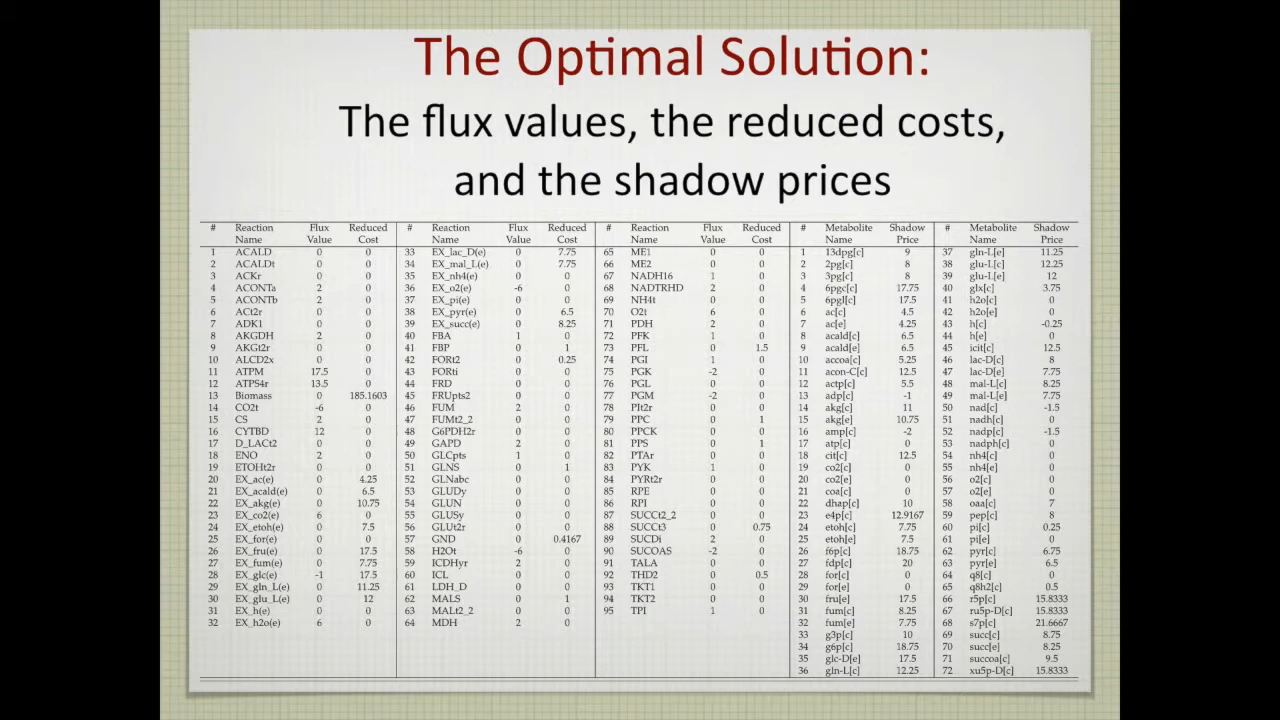 The Optimal Solution:
The flux values, the reduced costs,
and the shadow prices
# Reaction Flux Reduced # Reaction Flux Reduced # Reaction Flux Reduced # Metabolite Shadow # Metabolite Shadow
Name Value Cost Name Value Cost Name Value Cost Name Price Name Price
1 ACALD 0 0 33 EX_lac_D(e) 0 7.75 65 ME1 0 0 1 13dpg[c] 9 37 gln-L[e] 11.25
2 ACALDt 0 0 34 EX_mal_L(e) 0 7.75 66 ME2 0 0 2 2pg[c] 8 38 glu-L[c] 12.25
3 ACKr 0 0 35 EX_nh4(e) 0 0 67 NADH16 1 0 3 3pg[c] 8 39 glu-L[e] 12
4 ACONTa 2 0 36 EX_o2(e) -6 0 68 NADTRHD 2 0 4 6pgc[c] 17.75 40 glx[c] 3.75
5 ACONTb 2 0 37 EX_pi(e) 0 0 69 NH4t 0 0 5 6pgl[c] 17.5 41 h2o[c] 0
6 ACt2r 0 0 38 EX_pyr(e) 0 6.5 70 O2t 6 0 6 ac[c] 4.5 42 h2o[e] 0
7 ADK1 0 0 39 EX_succ(e) 0 8.25 71 PDH 2 0 7 ac[e] 4.25 43 h[c] -0.25
8 AKGDH 2 0 40 FBA 1 0 72 PFK 1 0 8 acald[c] 6.5 44 h[e] 0
9 AKGt2r 0 0 41 FBP 0 1 73 PFL 0 1.5 9 acald[e] 6.5 45 icit[c] 12.5
10 ALCD2x 0 0 42 FORt2 0 0.25 74 PGI 1 0 10 accoa[c] 5.25 46 lac-D[c] 8
11 ATPM 17.5 0 43 FORti 0 0 75 PGK -2 0 11 acon-C[c] 12.5 47 lac-D[e] 7.75
12 ATPS4r 13.5 0 44 FRD 0 0 76 PGL 0 0 12 actp[c] 5.5 48 mal-L[c] 8.25
13 Biomass 0 185.1603 45 FRUpts2 0 0 77 PGM -2 0 13 adp[c] -1 49 mal-L[e] 7.75
14 CO2t -6 0 46 FUM 2 0 78 PIt2r 0 0 14 akg[c] 11 50 nad[c] -1.5
15 CS 2 0 47 FUMt2_2 0 0 79 PPC 0 1 15 akg[e] 10.75 51 nadh[c] 0
16 CYTBD 12 0 48 G6PDH2r 0 0 80 PPCK 0 0 16 amp[c] -2 52 nadp[c] -1.5
17 D_LACt2 0 0 49 GAPD 2 0 81 PPS 0 1 17 atp[c] 0 53 nadph[c] 0
18 ENO 2 0 50 GLCpts 1 0 82 PTAr 0 0 18 cit[c] 12.5 54 nh4[c] 0
19 ETOHt2r 0 0 51 GLNS 0 1 83 PYK 1 0 19 co2[c] 0 55 nh4[e] 0
20 EX_ac(e) 0 4.25 52 GLNabc 0 0 84 PYRt2r 0 0 20 co2[e] 0 56 o2[c] 0
21 EX_acald(e) 0 6.5 53 GLUDy 0 0 85 RPE 0 0 21 coa[c] 0 57 o2[e] 0
22 EX_akg(e) 0 10.75 54 GLUN 0 0 86 RPI 0 0 22 dhap[c] 10 58 oaa[c] 7
23 EX_co2(e) 6 0 55 GLUSy 0 0 87 SUCCt2_2 0 0 23 e4p[c] 12.9167 59 pep[c] 8
24 EX_etoh(e) 0 7.5 56 GLUt2r 0 0 88 SUCCt3 0 0.75 24 etoh[c] 7.75 60 pi[c] 0.25
25 EX_for(e) 0 0 57 GND 0 0.4167 89 SUCDi 2 0 25 etoh[e] 7.75 61 pi[e] 0
26 EX_fru(e) 0 17.5 58 H2Ot -6 0 90 SUCOAS -2 0 26 f6p[c] 18.75 62 pyr[c] 6.75
27 EX_fum(e) 0 7.75 59 ICDHyr 2 0 91 TALA 0 0 27 fdp[c] 20 63 pyr[e] 6.5
28 EX_glc(e) -1 17.5 60 ICL 0 0 92 THD2 0 0.5 28 for[c] 0 64 q8[c] 0
29 EX_gln_L(e) 0 11.25 61 LDH_D 0 0 93 TKT1 0 0 29 for[e] 0 65 q8h2[c] 0.5
30 EX_glu_L(e) 0 12 62 MALS 0 1 94 TKT2 0 0 30 fru[e] 17.5 66 r5p[c] 15.8333
31 EX_h(e) 0 0 63 MALt2_2 0 0 95 TPI 1 0 31 fum[c] 8.25 67 ru5p-D[c] 15.8333
32 EX_h2o(e) 6 0 64 MDH 2 0 32 fum[e] 7.75 68 s7p[c] 21.6667
33 g3p[c] 10 69 succ[c] 8.75
34 g6p[c] 18.75 70 succ[e] 8.25
35 glc-D[e] 17.5 71 succoa[c] 9.5
36 gln-L[c] 12.25 72 xu5p-D[c] 15.8333